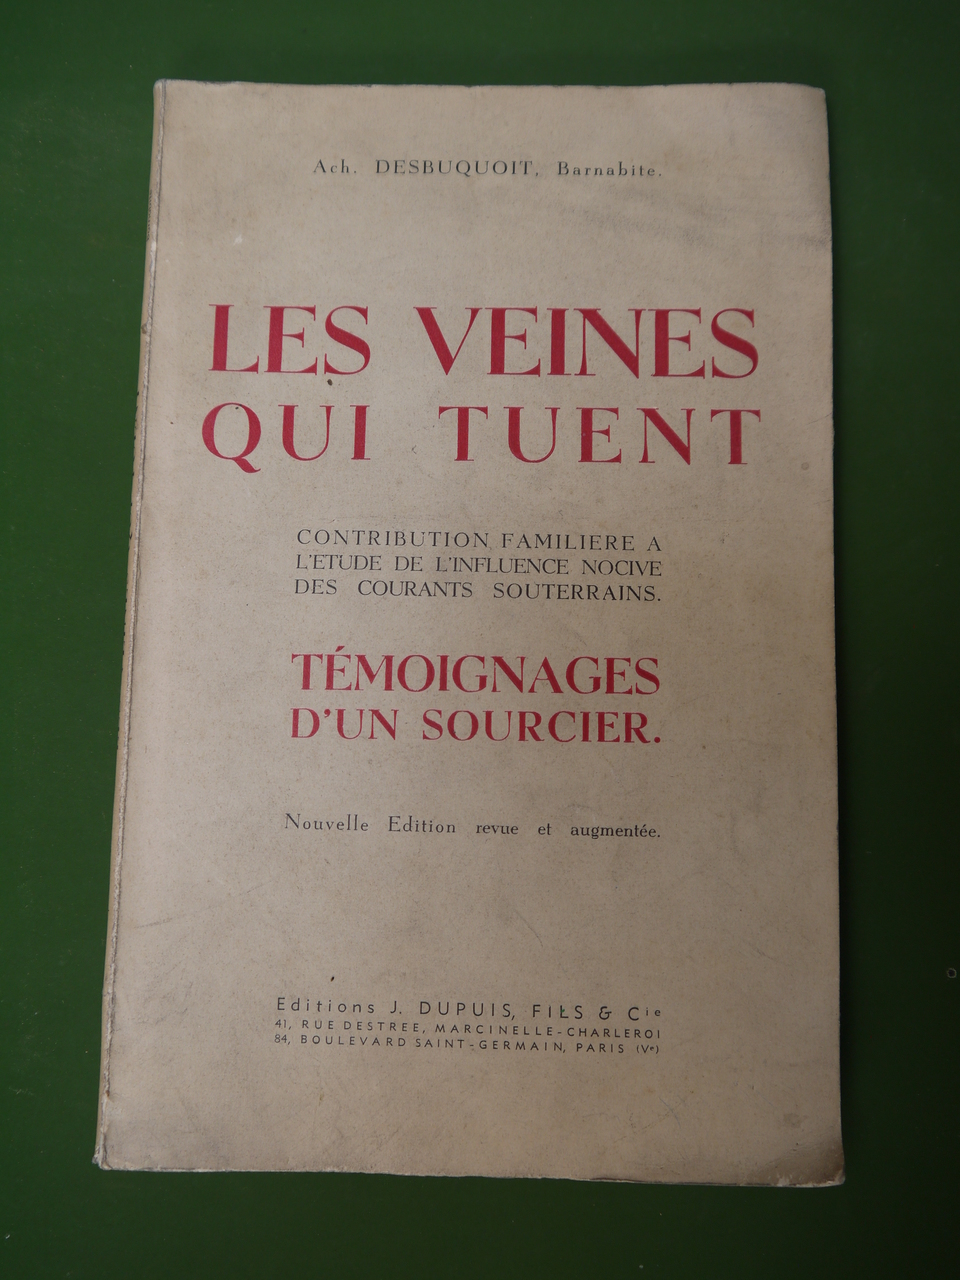 Ach. DESBUQUOIT, Barnabite.
LES VEINES
QUI TUENT
CONTRIBUTION FAMILIERE A
L'ETUDE DE L'INFLUENCE NOCIVE
DES COURANTS SOUTERRAINS.
TÉMOIGNAGES
D'UN SOURCIER.
Nouvelle Edition revue et augmentée.
Editions J. DUPUIS, FILS & Cie
41, RUE DESTREE, MARCINELLE-CHARLEROI
84, BOULEVARD SAINT-GERMAIN, PARIS (Ve)